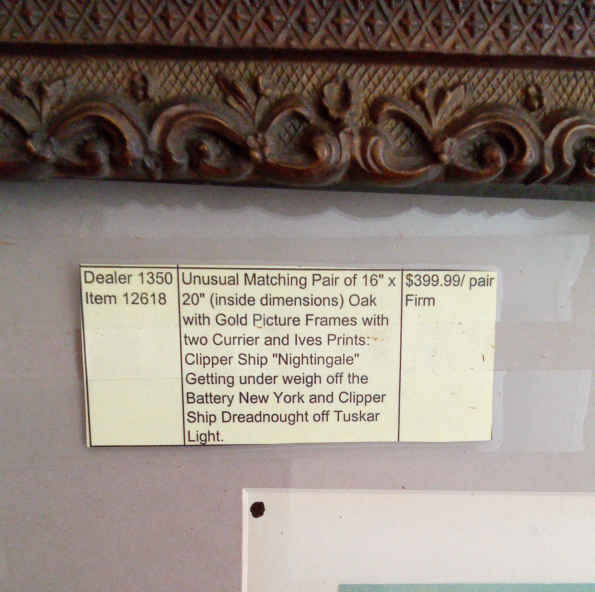 Dealer 1350
Item 12618
Unusual Matching Pair of 16" x
20" (inside dimensions) Oak
with Gold Picture Frames with
two Currier and Ives Prints:
Clipper Ship "Nightingale"
Getting under weigh off the
Battery New York and Clipper
Ship Dreadnought off Tuskar
Light.
$399.99/ pair
Firm